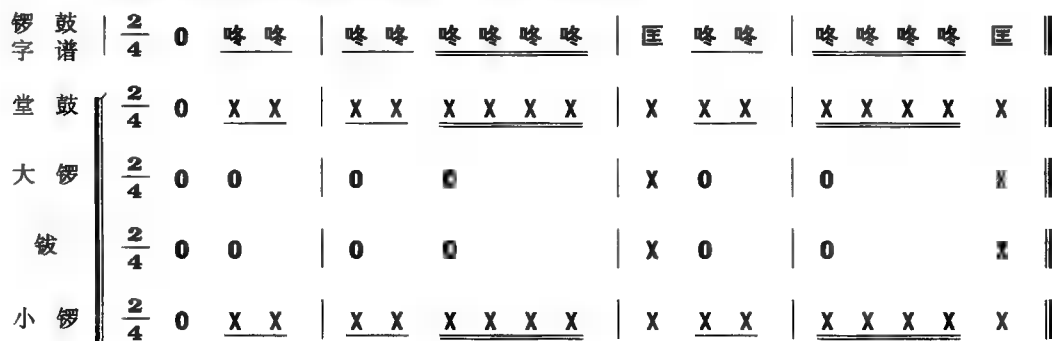 锣 鼓 字 谱 | 2/4 0 咚 咚 | 咚 咚 咚 咚 咚 咚 | 匡 咚 咚 | 咚 咚 咚 咚 匡 ‖
堂 鼓 2/4 0 X X | X X X X X X | X X X | X X X X X ‖
大 锣 2/4 0 0 | 0 0 | X 0 | 0 X ‖
钹 2/4 0 0 | 0 0 | X 0 | 0 X ‖
小 锣 2/4 0 X X | X X X X X X | X X X | X X X X X ‖